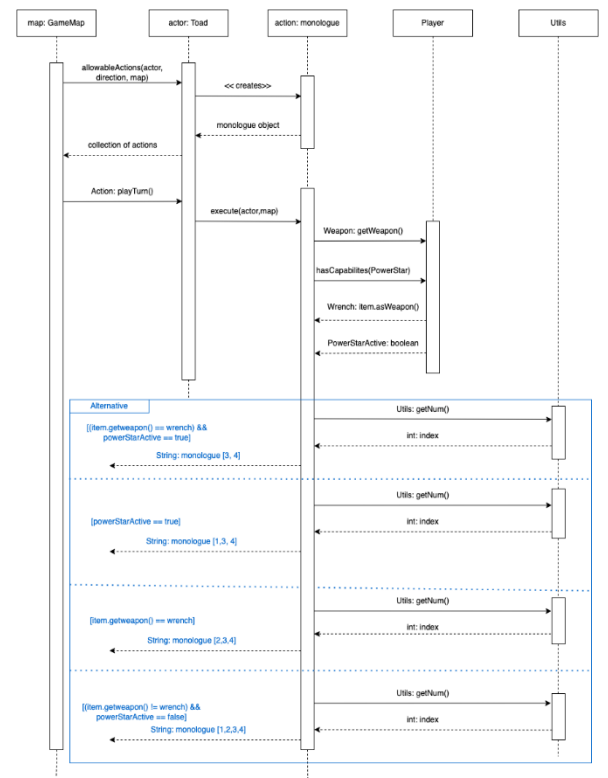 map: GameMap
actor: Toad
action: monologue
Player
Utils
allowableActions(actor,
direction, map)
<< creates>>
monologue object
collection of actions
Action: playTurn()
execute(actor,map)
Weapon: getWeapon()
hasCapabilites(PowerStar)
Wrench: item.asWeapon()
PowerStarActive: boolean
Alternative
Utils: getNum()
[(item.getweapon() == wrench) &&
powerStarActive == true]
int: index
String: monologue [3, 4]
Utils: getNum()
[powerStarActive == true]
int: index
String: monologue [1,3, 4]
Utils: getNum()
[item.getweapon() == wrench]
int: index
String: monologue [2,3,4]
Utils: getNum()
[(item.getweapon() != wrench) &&
powerStarActive == false]
int: index
String: monologue [1,2,3,4]